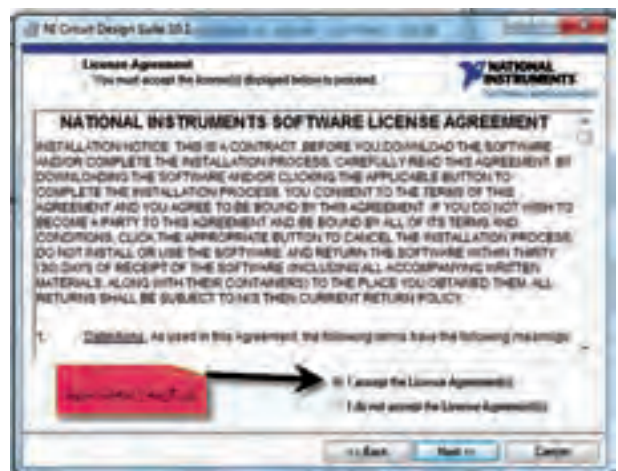 NI Circuit Design Suite 10.1
License Agreement
You must accept the license(s) displayed below to proceed.
NATIONAL
INSTRUMENTS
NATIONAL INSTRUMENTS SOFTWARE LICENSE AGREEMENT
INSTALLATION NOTICE: THIS IS A CONTRACT. BEFORE YOU DOWNLOAD THE SOFTWARE
AND/OR COMPLETE THE INSTALLATION PROCESS, CAREFULLY READ THIS AGREEMENT. BY
DOWNLOADING THE SOFTWARE AND/OR CLICKING THE APPLICABLE BUTTON TO
COMPLETE THE INSTALLATION PROCESS, YOU CONSENT TO THE TERMS OF THIS
AGREEMENT AND YOU AGREE TO BE BOUND BY THIS AGREEMENT. IF YOU DO NOT WISH TO
BECOME A PARTY TO THIS AGREEMENT AND BE BOUND BY ALL OF ITS TERMS AND
CONDITIONS, CLICK THE APPROPRIATE BUTTON TO CANCEL THE INSTALLATION PROCESS,
DO NOT INSTALL OR USE THE SOFTWARE, AND RETURN THE SOFTWARE WITHIN THIRTY
(30) DAYS OF RECEIPT OF THE SOFTWARE (INCLUDING ALL ACCOMPANYING WRITTEN
MATERIALS, ALONG WITH THEIR CONTAINERS) TO THE PLACE YOU OBTAINED THEM. ALL
RETURNS SHALL BE SUBJECT TO NI'S THEN CURRENT RETURN POLICY.
1. Definitions. As used in this Agreement, the following terms have the following meanings:
I accept the License Agreement(s).
I do not accept the License Agreement(s).
<< Back
Next >>
Cancel